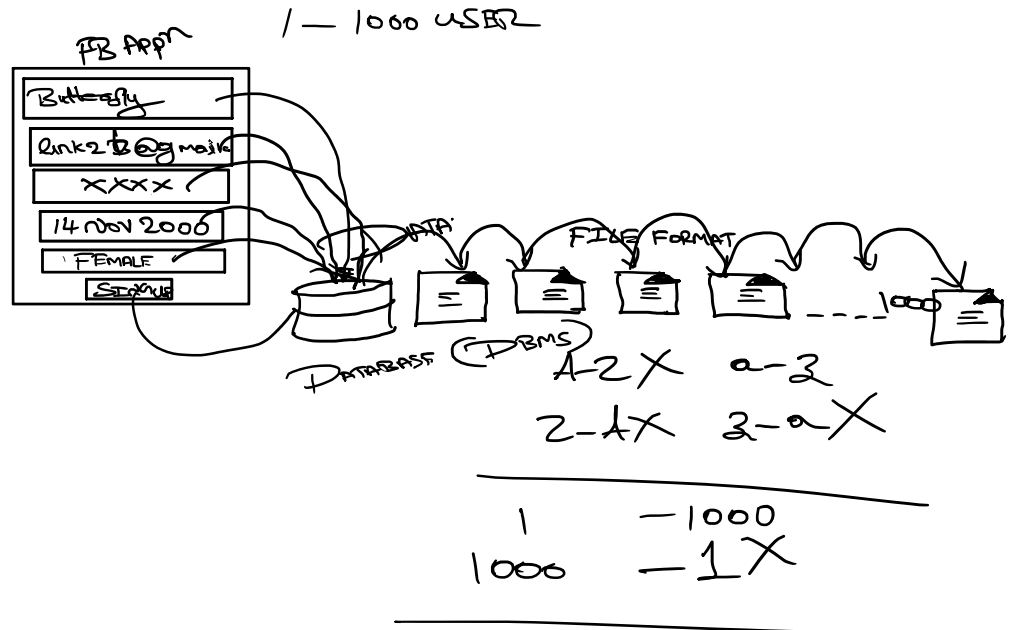 1 - 1000 USER
FB Appn
Butterfly
xxxx
14 NOV 2000
FEMALE
SIGNUP
DATA
FILE FORMAT
1000
DATABASE (DBMS)
A-Z X a-z
Z-A X z-a X
1 - 1000
1000 - 1 X